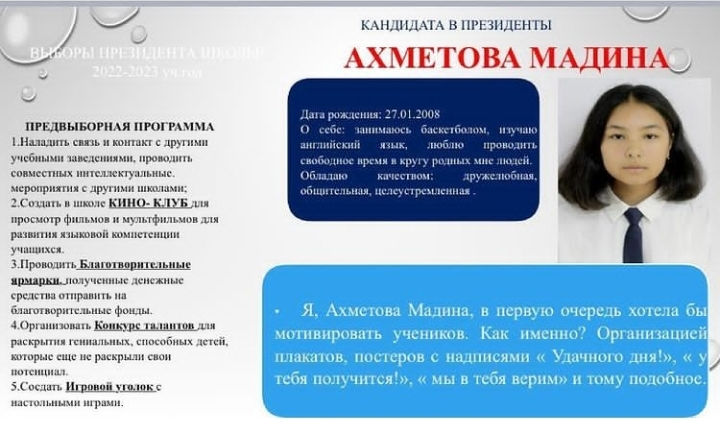 ВЫБОРЫ ПРЕЗИДЕНТА ШКОЛЫ
2022-2023 уч.год
КАНДИДАТА В ПРЕЗИДЕНТЫ
АХМЕТОВА МАДИНА
ПРЕДВЫБОРНАЯ ПРОГРАММА
1.Наладить связь и контакт с другими
учебными заведениями, проводить
совместных интеллектуальные.
мероприятия с другими школами;
2.Создать в школе КИНО- КЛУБ для
просмотр фильмов и мультфильмов для
развития языковой компетенции
учащихся.
3.Проводить Благотворительные
ярмарки, полученные денежные
средства отправить на
благотворительные фонды.
4.Организовать Конкурс талантов для
раскрытия гениальных, способных детей,
которые еще не раскрыли свои
потенциал.
5.Сосдать Игровой уголок с
настольными играми.
Дата рождения: 27.01.2008
О себе: занимаюсь баскетболом, изучаю
английский язык, люблю проводить
свободное время в кругу родных мне людей.
Обладаю качеством: дружелюбная,
общительная, целеустремленная .
• Я, Ахметова Мадина, в первую очередь хотела бы
мотивировать учеников. Как именно? Организацией
плакатов, постеров с надписями « Удачного дня!», « у
тебя получится!», « мы в тебя верим» и тому подобное.